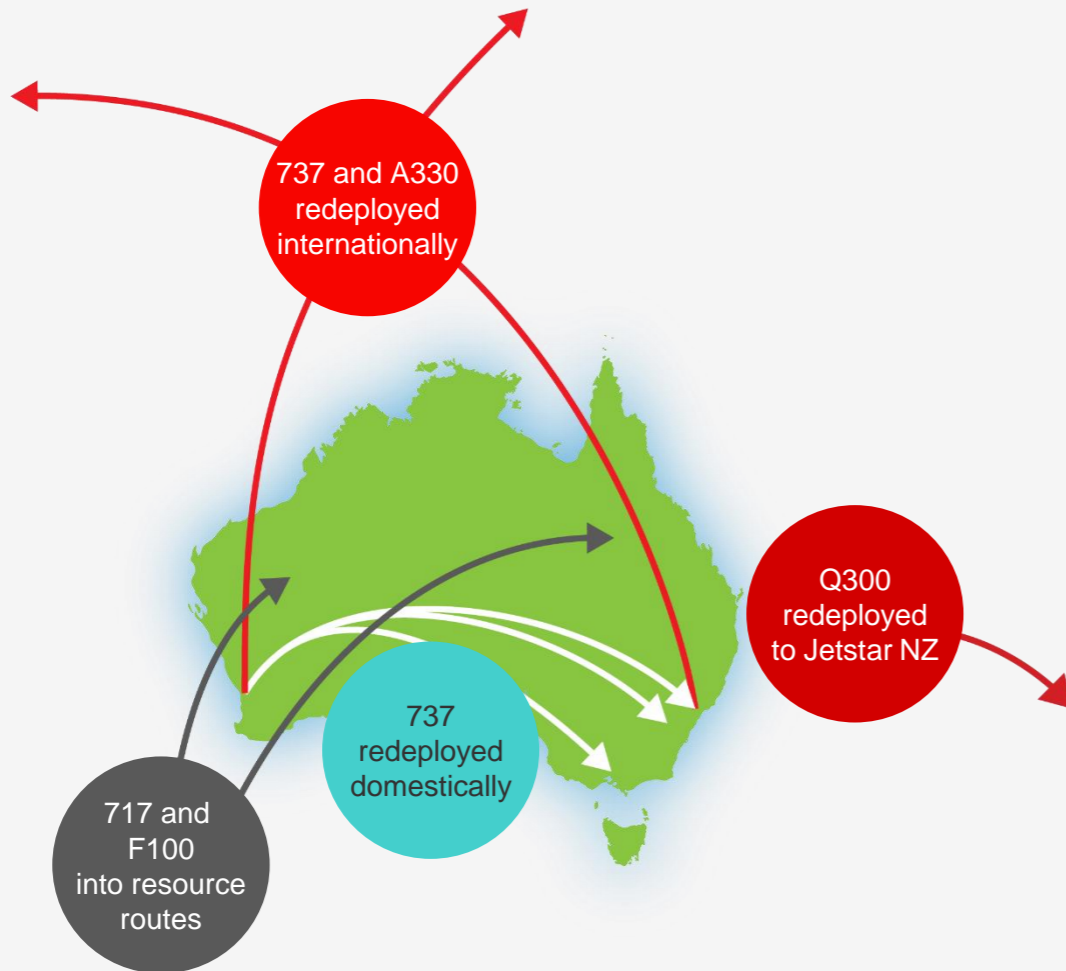 737 and A330
redeployed
internationally
Q300
redeployed
to Jetstar NZ
737
redeployed
domestically
717 and
F100
into resource
routes